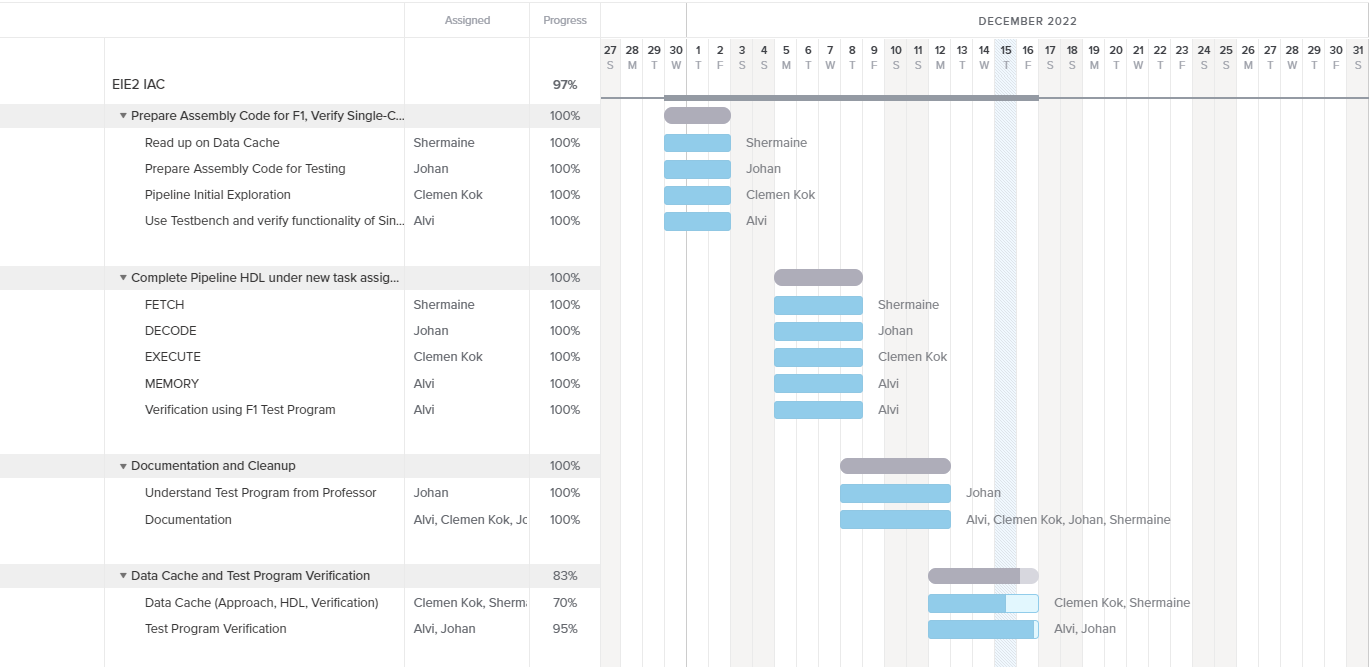 Assigned Progress DECEMBER 2022
27 28 29 30 1 2 3 4 5 6 7 8 9 10 11 12 13 14 15 16 17 18 19 20 21 22 23 24 25 26 27 28 29 30 31
S M T W T F S S M T W T F S S M T W T F S S M T W T F S S M T W T F S
EIE2 IAC 97%
Prepare Assembly Code for F1, Verify Single-C... 100%
Read up on Data Cache Shermaine 100% Shermaine
Prepare Assembly Code for Testing Johan 100% Johan
Pipeline Initial Exploration Clemen Kok 100% Clemen Kok
Use Testbench and verify functionality of Sin... Alvi 100% Alvi
Complete Pipeline HDL under new task assig... 100%
FETCH Shermaine 100% Shermaine
DECODE Johan 100% Johan
EXECUTE Clemen Kok 100% Clemen Kok
MEMORY Alvi 100% Alvi
Verification using F1 Test Program Alvi 100% Alvi
Documentation and Cleanup 100%
Understand Test Program from Professor Johan 100% Johan
Documentation Alvi, Clemen Kok, Jo 100% Alvi, Clemen Kok, Johan, Shermaine
Data Cache and Test Program Verification 83%
Data Cache (Approach, HDL, Verification) Clemen Kok, Sherma 70% Clemen Kok, Shermaine
Test Program Verification Alvi, Johan 95% Alvi, Johan